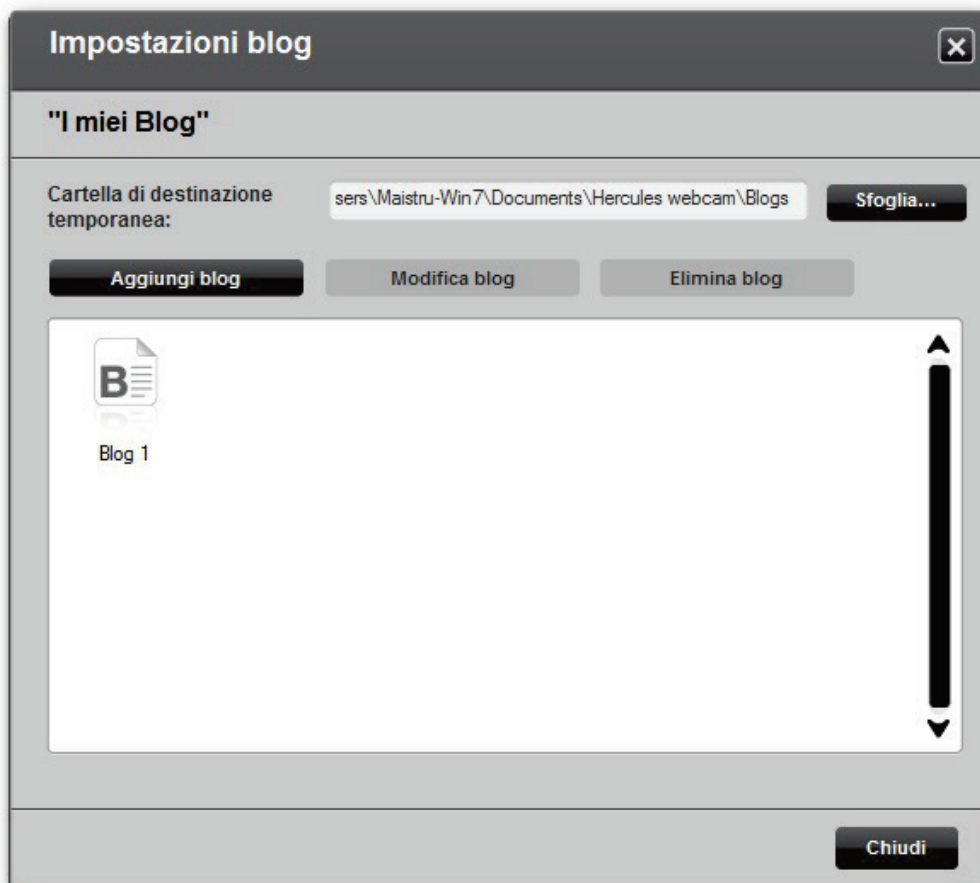 Impostazioni blog
"I miei Blog"
Cartella di destinazione
temporanea:
sers\Maistru-Win7\Documents\Hercules webcam\Blogs
Sfoglia...
Aggiungi blog
Modifica blog
Elimina blog
B
Blog 1
Chiudi